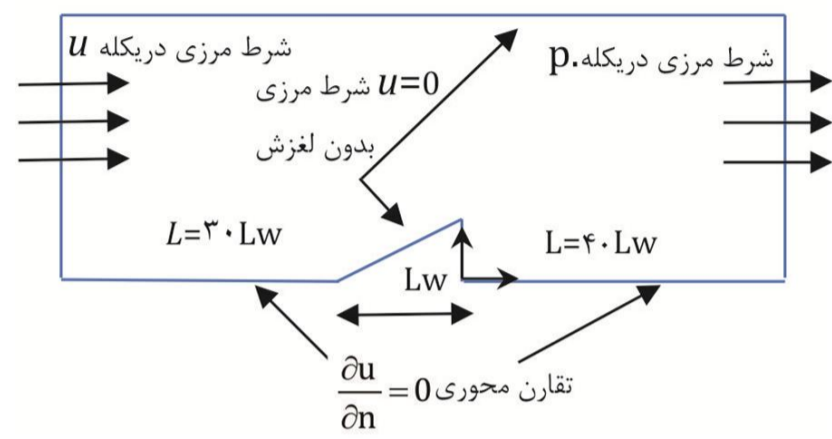 شرط مرزی دریکله u
u=0 شرط مرزی
بدون لغزش
شرط مرزی دریکله p.
L=۳۰Lw
Lw
L=۴۰Lw
∂u/∂n =0 تقارن محوری